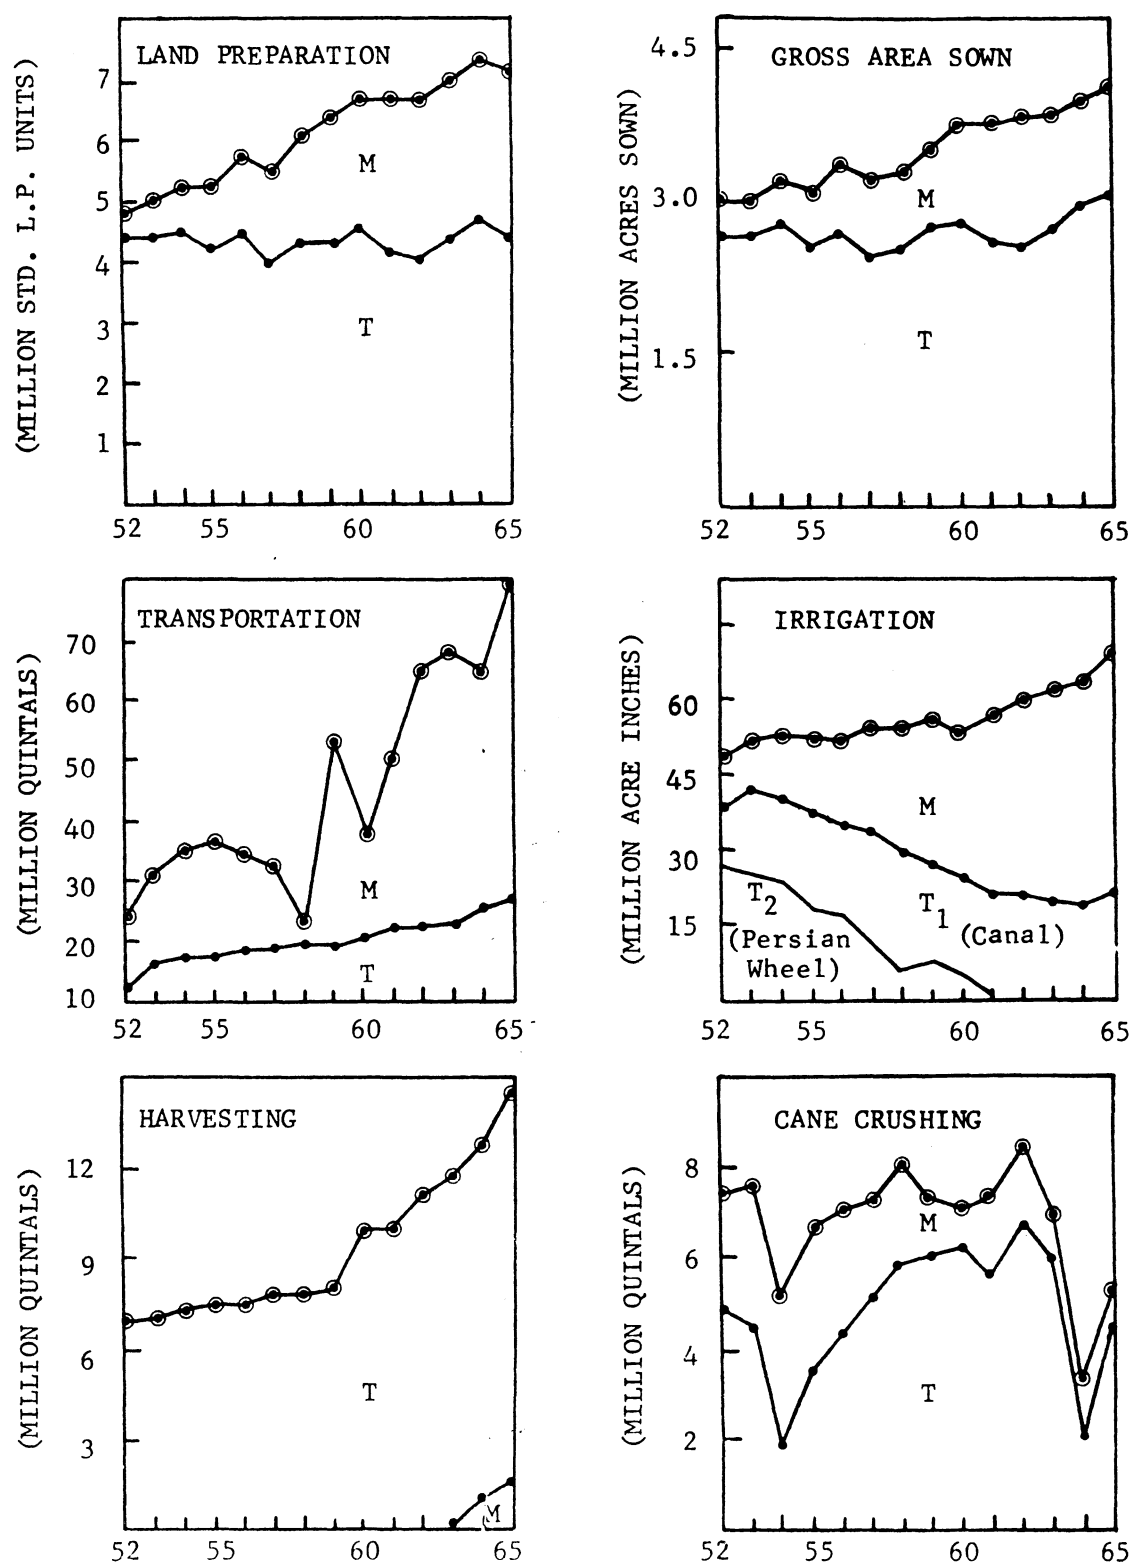 LAND PREPARATION
(MILLION STD. L.P. UNITS)
7
6
5
4
3
2
1
M
T
52 55 60 65
GROSS AREA SOWN
(MILLION ACRES SOWN)
4.5
3.0
1.5
M
T
52 55 60 65
TRANSPORTATION
(MILLION QUINTALS)
70
60
50
40
30
20
10
M
T
52 55 60 65
IRRIGATION
(MILLION ACRE INCHES)
60
45
30
15
M
T1
(Canal)
T2
(Persian
Wheel)
52 55 60 65
HARVESTING
(MILLION QUINTALS)
12
9
6
3
T
M
52 55 60 65
CANE CRUSHING
(MILLION QUINTALS)
8
6
4
2
M
T
52 55 60 65